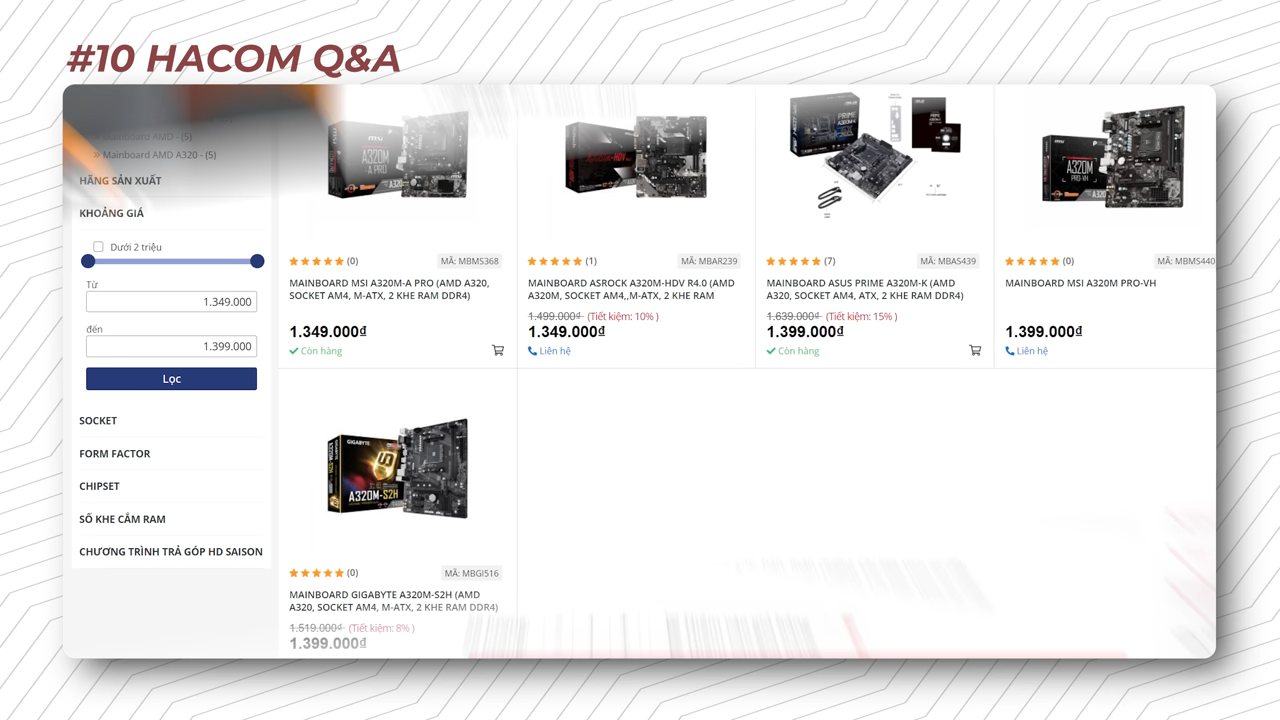 #10 HACOM Q&A
Mainboard AMD - (5)
» Mainboard AMD A320 - (5)
HÃNG SẢN XUẤT
KHOẢNG GIÁ
Dưới 2 triệu
Từ
1.349.000
đến
1.399.000
Lọc
SOCKET
FORM FACTOR
CHIPSET
SỐ KHE CẮM RAM
CHƯƠNG TRÌNH TRẢ GÓP HD SAISON
A320M
-A PRO
(0) MÃ: MBMS368
MAINBOARD MSI A320M-A PRO (AMD A320,
SOCKET AM4, M-ATX, 2 KHE RAM DDR4)
1.349.000₫
Còn hàng
(1) MÃ: MBAR239
MAINBOARD ASROCK A320M-HDV R4.0 (AMD
A320M, SOCKET AM4,,M-ATX, 2 KHE RAM
1.499.000₫ (Tiết kiệm: 10% )
1.349.000₫
Liên hệ
PRIME
(7) MÃ: MBAS439
MAINBOARD ASUS PRIME A320M-K (AMD
A320, SOCKET AM4, ATX, 2 KHE RAM DDR4)
1.639.000₫ (Tiết kiệm: 15% )
1.399.000₫
Còn hàng
A320M
PRO-VH
(0) MÃ: MBMS440
MAINBOARD MSI A320M PRO-VH
1.399.000₫
Liên hệ
GIGABYTE
A320M-S2H
(0) MÃ: MBGI516
MAINBOARD GIGABYTE A320M-S2H (AMD
A320, SOCKET AM4, M-ATX, 2 KHE RAM DDR4)
1.519.000₫ (Tiết kiệm: 8% )
1.399.000₫